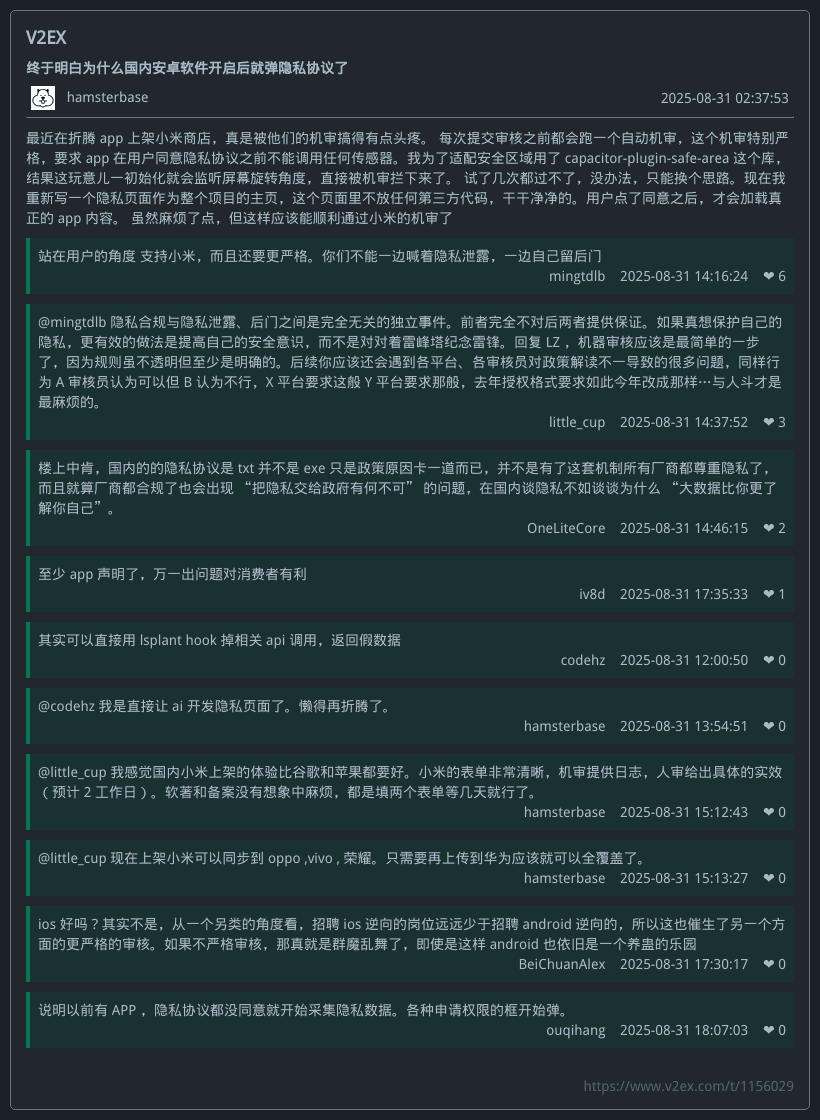 V2EX
终于明白为什么国内安卓软件开启后就弹隐私协议了
hamsterbase 2025-08-31 02:37:53
最近在折腾 app 上架小米商店，真是被他们的机审搞得有点头疼。 每次提交审核之前都会跑一个自动机审，这个机审特别严
格，要求 app 在用户同意隐私协议之前不能调用任何传感器。我为了适配安全区域用了 capacitor-plugin-safe-area 这个库，
结果这玩意儿一初始化就会监听屏幕旋转角度，直接被机审拦下来了。 试了几次都过不了，没办法，只能换个思路。现在我
重新写一个隐私页面作为整个项目的主页，这个页面里不放任何第三方代码，干干净净的。用户点了同意之后，才会加载真
正的 app 内容。 虽然麻烦了点，但这样应该能顺利通过小米的机审了
站在用户的角度 支持小米，而且还要更严格。你们不能一边喊着隐私泄露，一边自己留后门
mingtdlb 2025-08-31 14:16:24 ❤ 6
@mingtdlb 隐私合规与隐私泄露、后门之间是完全无关的独立事件。前者完全不对后两者提供保证。如果真想保护自己的
隐私，更有效的做法是提高自己的安全意识，而不是对对着雷峰塔纪念雷锋。回复 LZ ，机器审核应该是最简单的一步
了，因为规则虽不透明但至少是明确的。后续你应该还会遇到各平台、各审核员对政策解读不一导致的很多问题，同样行
为 A 审核员认为可以但 B 认为不行，X 平台要求这般 Y 平台要求那般，去年授权格式要求如此今年改成那样…与人斗才是
最麻烦的。
little_cup 2025-08-31 14:37:52 ❤ 3
楼上中肯，国内的的隐私协议是 txt 并不是 exe 只是政策原因卡一道而已，并不是有了这套机制所有厂商都尊重隐私了，
而且就算厂商都合规了也会出现 “把隐私交给政府有何不可” 的问题，在国内谈隐私不如谈谈为什么 “大数据比你更了
解你自己”。
OneLiteCore 2025-08-31 14:46:15 ❤ 2
至少 app 声明了，万一出问题对消费者有利
iv8d 2025-08-31 17:35:33 ❤ 1
其实可以直接用 lsplant hook 掉相关 api 调用，返回假数据
codehz 2025-08-31 12:00:50 ❤ 0
@codehz 我是直接让 ai 开发隐私页面了。懒得再折腾了。
hamsterbase 2025-08-31 13:54:51 ❤ 0
@little_cup 我感觉国内小米上架的体验比谷歌和苹果都要好。小米的表单非常清晰，机审提供日志，人审给出具体的实效
（预计 2 工作日）。软著和备案没有想象中麻烦，都是填两个表单等几天就行了。
hamsterbase 2025-08-31 15:12:43 ❤ 0
@little_cup 现在上架小米可以同步到 oppo ,vivo , 荣耀。只需要再上传到华为应该就可以全覆盖了。
hamsterbase 2025-08-31 15:13:27 ❤ 0
ios 好吗？其实不是，从一个另类的角度看，招聘 ios 逆向的岗位远远少于招聘 android 逆向的，所以这也催生了另一个方
面的更严格的审核。如果不严格审核，那真就是群魔乱舞了，即使是这样 android 也依旧是一个养蛊的乐园
BeiChuanAlex 2025-08-31 17:30:17 ❤ 0
说明以前有 APP ，隐私协议都没同意就开始采集隐私数据。各种申请权限的框开始弹。
ouqihang 2025-08-31 18:07:03 ❤ 0
https://www.v2ex.com/t/1156029